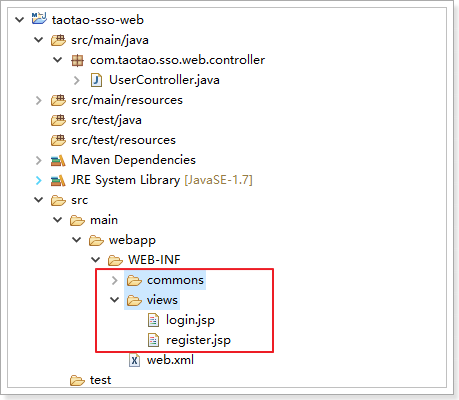 taotao-sso-web
src/main/java
com.taotao.sso.web.controller
UserController.java
src/main/resources
src/test/java
src/test/resources
Maven Dependencies
JRE System Library [JavaSE-1.7]
src
main
webapp
WEB-INF
commons
views
login.jsp
register.jsp
web.xml
test